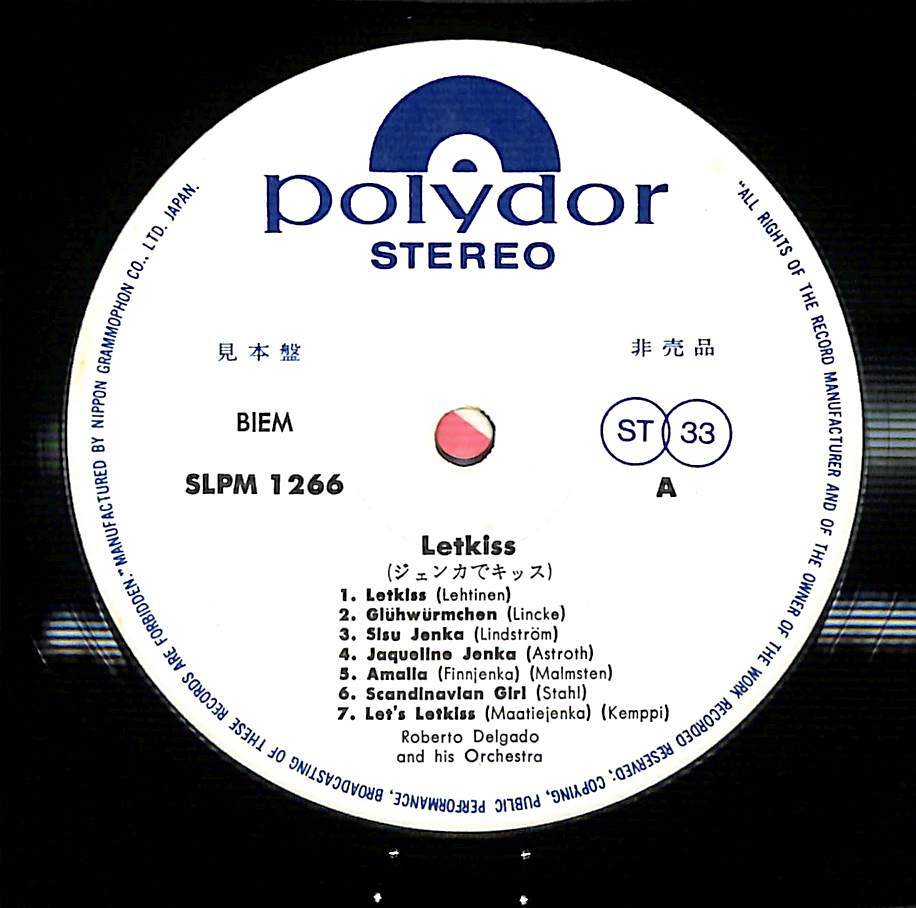 polydor
STEREO
見本盤
非売品
BIEM
ST 33
SLPM 1266
A
Letkiss
(ジェンカでキッス)
1. Letkiss (Lehtinen)
2. Glühwürmchen (Lincke)
3. Sisu Jenka (Lindström)
4. Jaqueline Jenka (Astroth)
5. Amalia (Finnjenka) (Malmsten)
6. Scandinavian Girl (Stahl)
7. Let's Letkiss (Maatiejenka) (Kemppi)
Roberto Delgado
and his Orchestra
"ALL RIGHTS OF THE RECORD MANUFACTURER AND OF THE OWNER OF THE WORK RECORDED RESERVED; COPYING, PUBLIC PERFORMANCE, BROADCASTING OF THESE RECORDS ARE FORBIDDEN." MANUFACTURED BY NIPPON GRAMMOPHON CO., LTD. JAPAN.